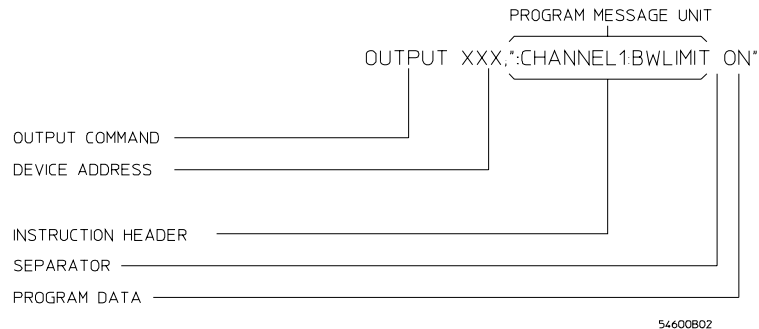 PROGRAM MESSAGE UNIT
OUTPUT XXX,":CHANNEL1:BWLIMIT ON"
OUTPUT COMMAND
DEVICE ADDRESS
INSTRUCTION HEADER
SEPARATOR
PROGRAM DATA
54600B02